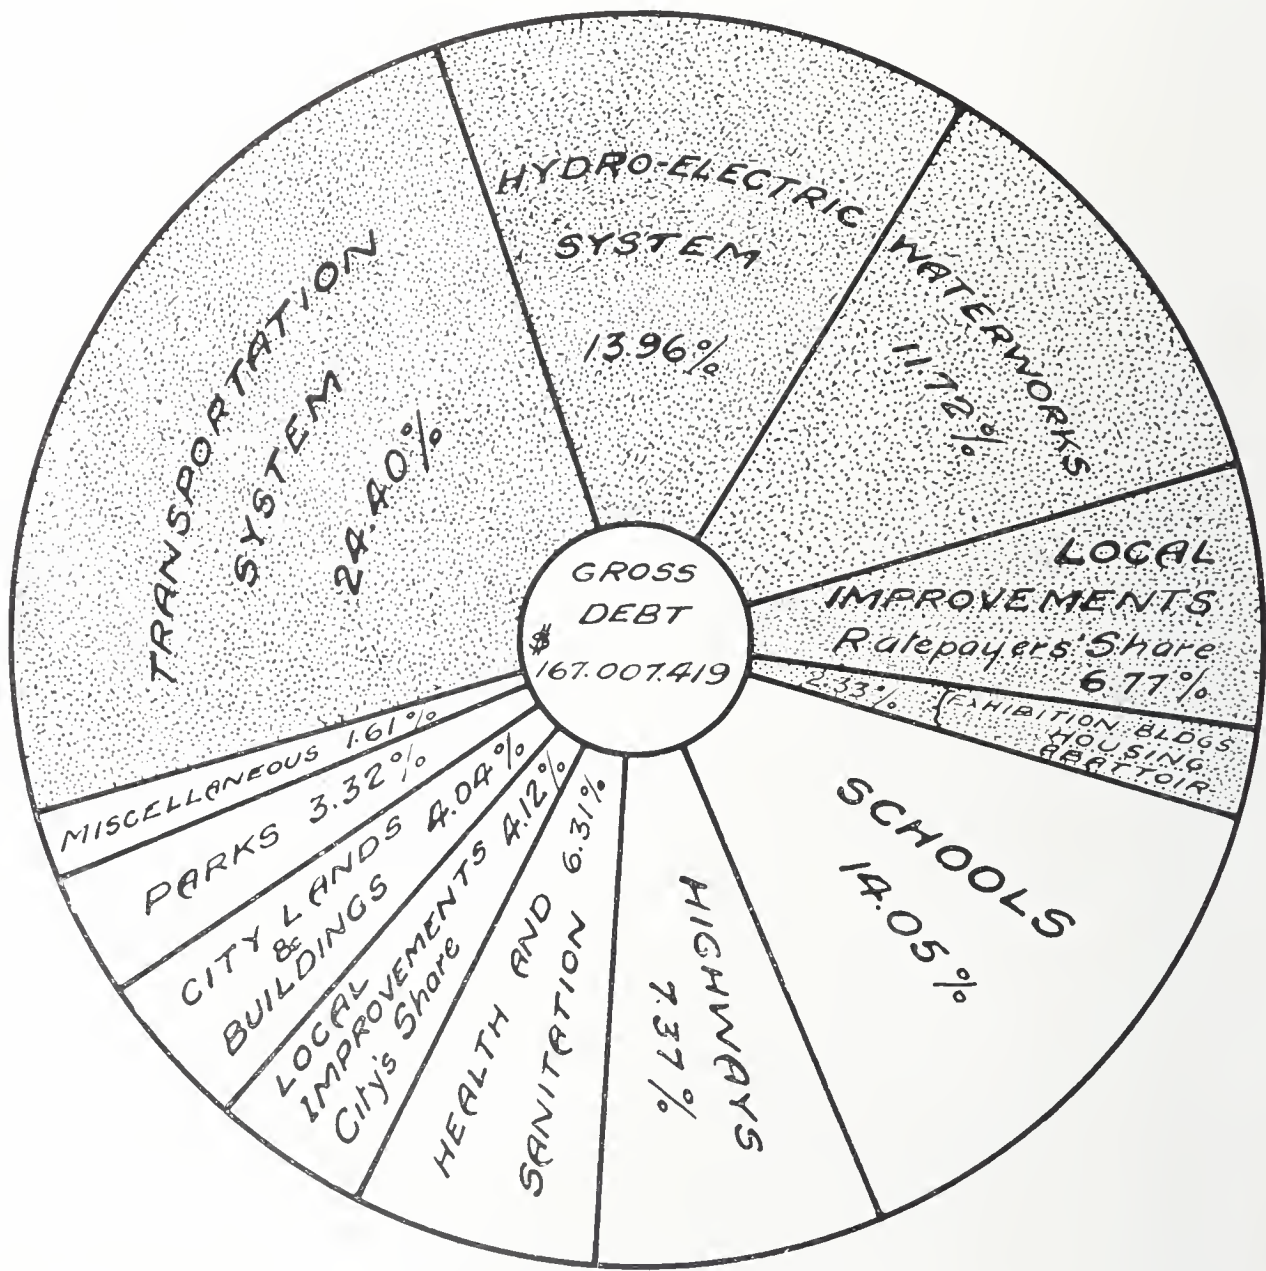 HYDRO-ELECTRIC
SYSTEM
13.96%
WATERWORKS
11.72%
LOCAL
IMPROVEMENTS
Ratepayers' Share
6.77%
2.33% { EXHIBITION BLDGS
HOUSING
ABATTOIR
SCHOOLS
14.05%
HIGHWAYS
7.37%
HEALTH AND 6.31%
SANITATION
LOCAL
IMPROVEMENTS 4.12%
City's Share
CITY LANDS 4.04%
&
BUILDINGS
PARKS 3.32%
MISCELLANEOUS 1.61%
TRANSPORTATION
SYSTEM
24.40%
GROSS
DEBT
$
167.007.419